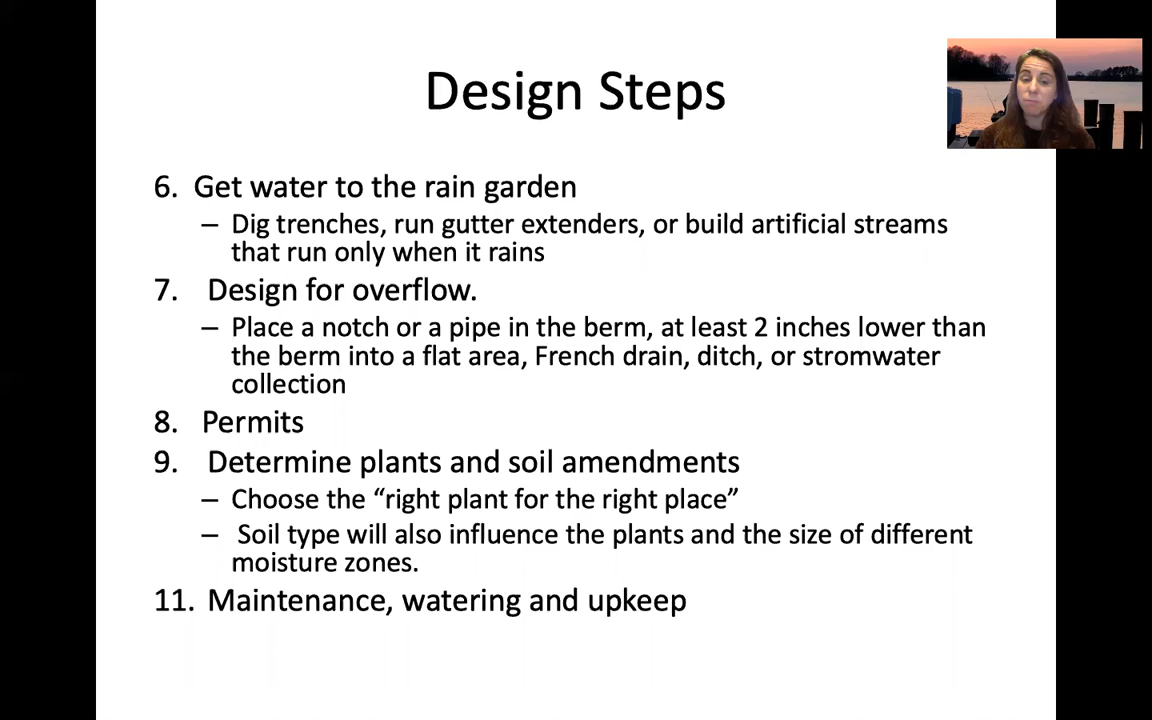 Design Steps
6. Get water to the rain garden
– Dig trenches, run gutter extenders, or build artificial streams
that run only when it rains
7. Design for overflow.
– Place a notch or a pipe in the berm, at least 2 inches lower than
the berm into a flat area, French drain, ditch, or stromwater
collection
8. Permits
9. Determine plants and soil amendments
– Choose the “right plant for the right place”
– Soil type will also influence the plants and the size of different
moisture zones.
11. Maintenance, watering and upkeep